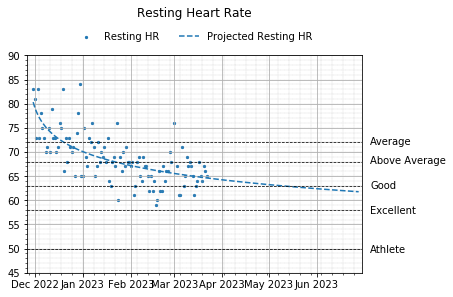 Resting Heart Rate
Resting HR
Projected Resting HR
90
85
80
75
70
65
60
55
50
45
Average
Above Average
Good
Excellent
Athlete
Dec 2022
Jan 2023
Feb 2023
Mar 2023
Apr 2023
May 2023
Jun 2023